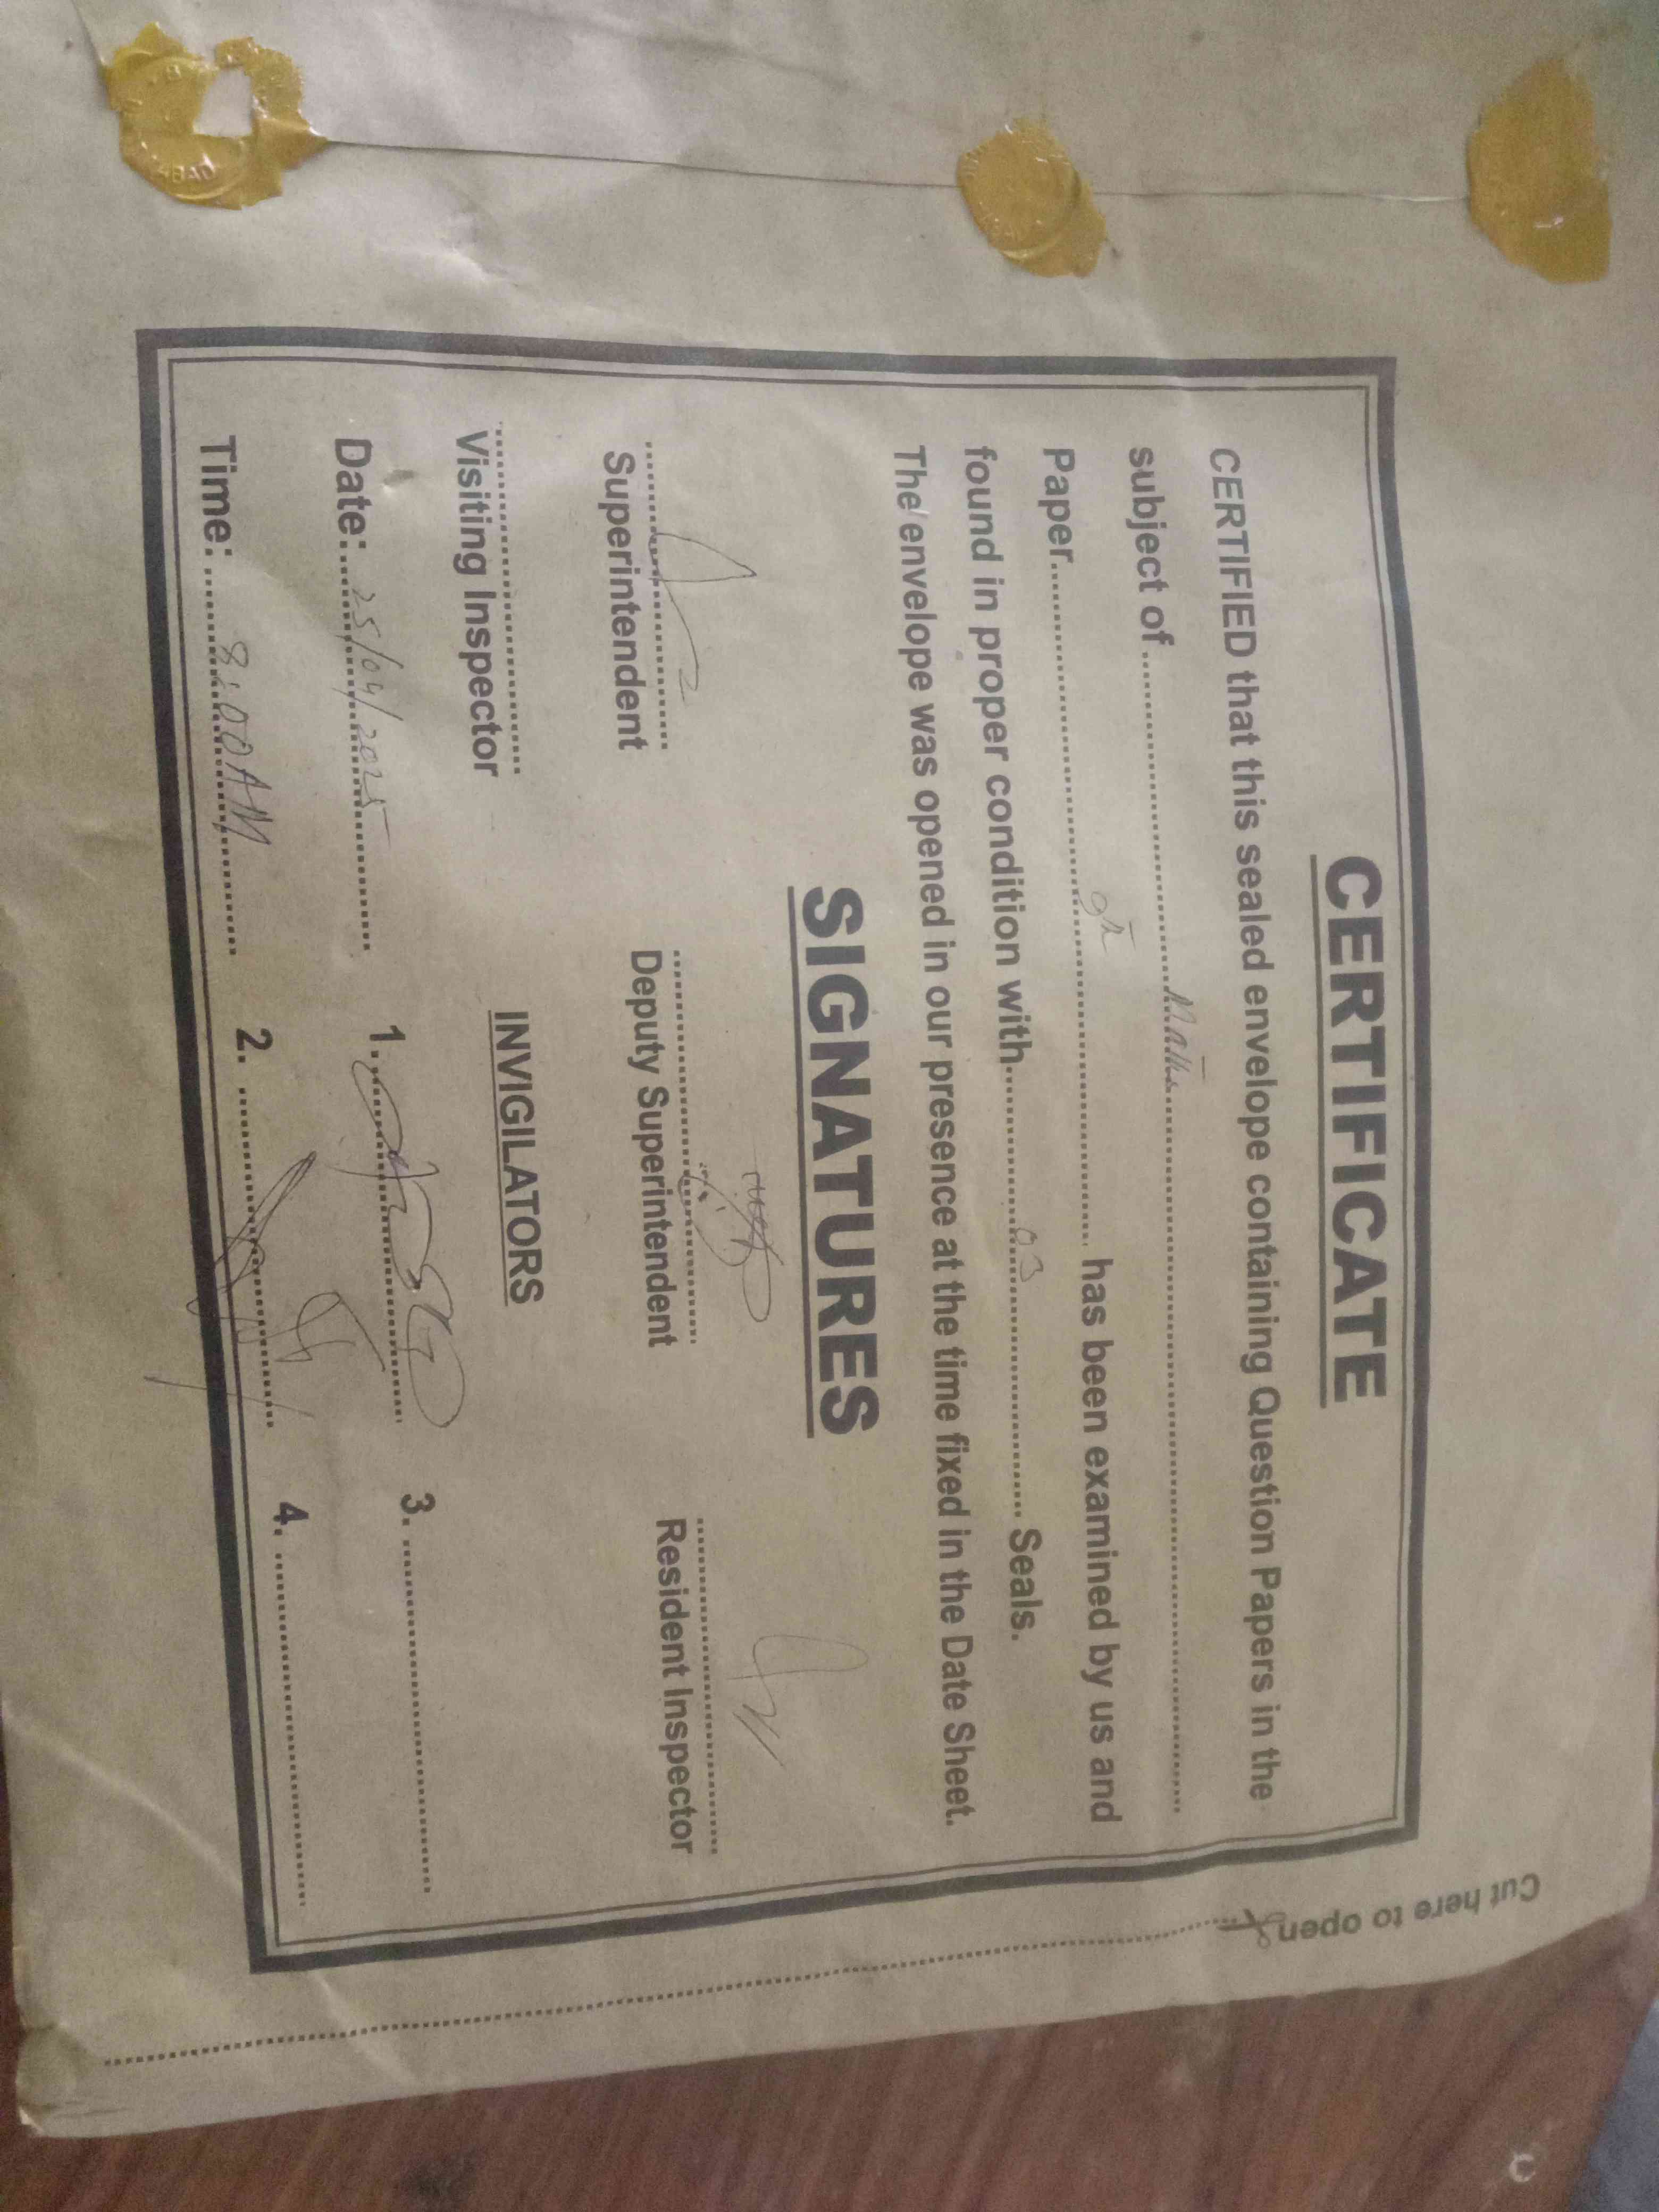 CERTIFICATE
CERTIFIED that this sealed envelope containing Question Papers in the
subject of ........ Maths ........
Paper ........ has been examined by us and
found in proper condition with ........ 03 ........ Seals.
The envelope was opened in our presence at the time fixed in the Date Sheet.
SIGNATURES
Superintendent Deputy Superintendent Resident Inspector
Visiting Inspector
INVIGILATORS
Date: 25/04/2025 1. 3.
Time: 8:00AM 2. 4.
Cut here to open
ABAD